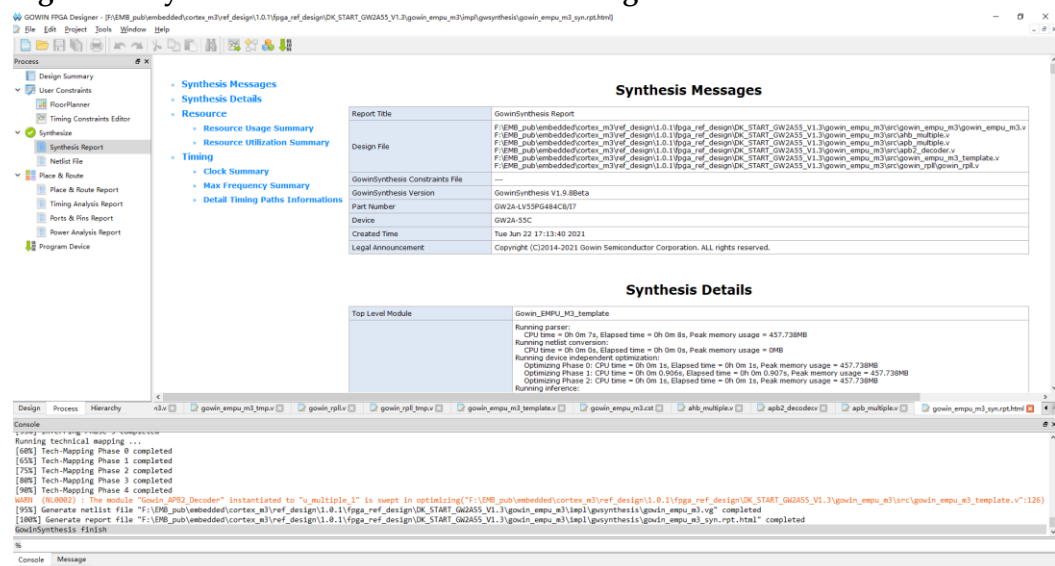 GOWIN FPGA Designer - [F:\EMB_pub\embedded\cortex_m3\ref_design\1.0.1\fpga_ref_design\DK_START_GW2A55_V1.3\gowin_empu_m3\impl\gwsynthesis\gowin_empu_m3_syn.rpt.html]
File Edit Project Tools Window Help
Process
Design Summary
User Constraints
FloorPlanner
Timing Constraints Editor
Synthesize
Synthesis Report
Netlist File
Place & Route
Place & Route Report
Timing Analysis Report
Ports & Pins Report
Power Analysis Report
Program Device
Synthesis Messages
Synthesis Details
Resource
Resource Usage Summary
Resource Utilization Summary
Timing
Clock Summary
Max Frequency Summary
Detail Timing Paths Informations
Synthesis Messages
Report Title GowinSynthesis Report
Design File
F:\EMB_pub\embedded\cortex_m3\ref_design\1.0.1\fpga_ref_design\DK_START_GW2A55_V1.3\gowin_empu_m3\src\gowin_empu_m3\gowin_empu_m3.v
F:\EMB_pub\embedded\cortex_m3\ref_design\1.0.1\fpga_ref_design\DK_START_GW2A55_V1.3\gowin_empu_m3\src\ahb_multiple.v
F:\EMB_pub\embedded\cortex_m3\ref_design\1.0.1\fpga_ref_design\DK_START_GW2A55_V1.3\gowin_empu_m3\src\apb_multiple.v
F:\EMB_pub\embedded\cortex_m3\ref_design\1.0.1\fpga_ref_design\DK_START_GW2A55_V1.3\gowin_empu_m3\src\apb2_decoder.v
F:\EMB_pub\embedded\cortex_m3\ref_design\1.0.1\fpga_ref_design\DK_START_GW2A55_V1.3\gowin_empu_m3\src\gowin_empu_m3_template.v
F:\EMB_pub\embedded\cortex_m3\ref_design\1.0.1\fpga_ref_design\DK_START_GW2A55_V1.3\gowin_empu_m3\src\gowin_rpll\gowin_rpll.v
GowinSynthesis Constraints File ---
GowinSynthesis Version GowinSynthesis V1.9.8Beta
Part Number GW2A-LV55PG484C8/I7
Device GW2A-55C
Created Time Tue Jun 22 17:13:40 2021
Legal Announcement Copyright (C)2014-2021 Gowin Semiconductor Corporation. ALL rights reserved.
Synthesis Details
Top Level Module Gowin_EMPU_M3_template
Running parser:
CPU time = 0h 0m 7s, Elapsed time = 0h 0m 8s, Peak memory usage = 457.738MB
Running netlist conversion:
CPU time = 0h 0m 0s, Elapsed time = 0h 0m 0s, Peak memory usage = 0MB
Running device independent optimization:
Optimizing Phase 0: CPU time = 0h 0m 1s, Elapsed time = 0h 0m 1s, Peak memory usage = 457.738MB
Optimizing Phase 1: CPU time = 0h 0m 0.906s, Elapsed time = 0h 0m 0.907s, Peak memory usage = 457.738MB
Optimizing Phase 2: CPU time = 0h 0m 1s, Elapsed time = 0h 0m 1s, Peak memory usage = 457.738MB
Running inference:
Design Process Hierarchy
n3.v gowin_empu_m3_tmp.v gowin_rpll.v gowin_rpll_tmp.v gowin_empu_m3_template.v gowin_empu_m3.cst ahb_multiple.v apb2_decoder.v apb_multiple.v gowin_empu_m3_syn.rpt.html
Console
Running technical mapping ...
[60%] Tech-Mapping Phase 0 completed
[65%] Tech-Mapping Phase 1 completed
[75%] Tech-Mapping Phase 2 completed
[80%] Tech-Mapping Phase 3 completed
[90%] Tech-Mapping Phase 4 completed
WARN (NL0002) : The module "Gowin_APB2_Decoder" instantiated to "u_multiple_1" is swept in optimizing("F:\EMB_pub\embedded\cortex_m3\ref_design\1.0.1\fpga_ref_design\DK_START_GW2A55_V1.3\gowin_empu_m3\src\gowin_empu_m3_template.v":126)
[95%] Generate netlist file "F:\EMB_pub\embedded\cortex_m3\ref_design\1.0.1\fpga_ref_design\DK_START_GW2A55_V1.3\gowin_empu_m3\impl\gwsynthesis\gowin_empu_m3.vg" completed
[100%] Generate report file "F:\EMB_pub\embedded\cortex_m3\ref_design\1.0.1\fpga_ref_design\DK_START_GW2A55_V1.3\gowin_empu_m3\impl\gwsynthesis\gowin_empu_m3_syn.rpt.html" completed
GowinSynthesis finish
%
Console Message